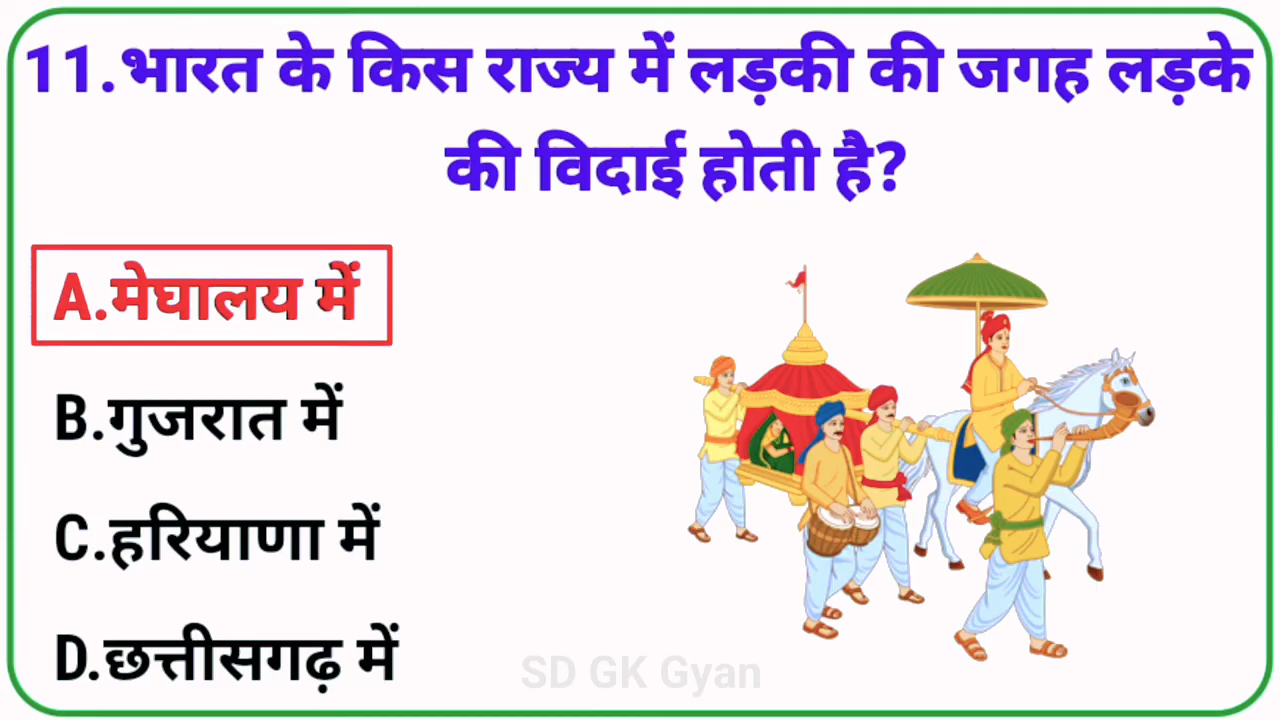 11.भारत के किस राज्य में लड़की की जगह लड़के
की विदाई होती है?
A.मेघालय में
B.गुजरात में
C.हरियाणा में
D.छत्तीसगढ़ में
SD GK Gyan